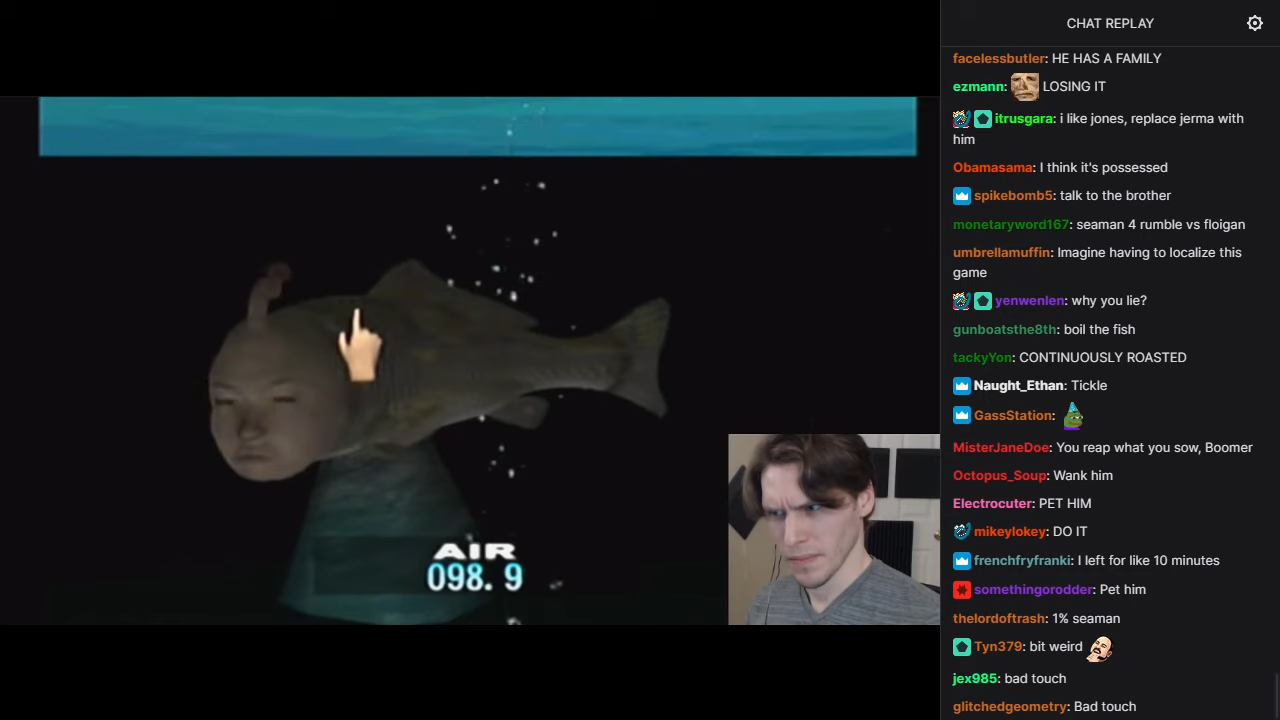 CHAT REPLAY
facelessbutler: HE HAS A FAMILY
ezmann: LOSING IT
itrusgara: i like jones, replace jerma with
him
Obamasama: I think it's possessed
spikebomb5: talk to the brother
monetaryword167: seaman 4 rumble vs floigan
umbrellamuffin: Imagine having to localize this
game
yenwenlen: why you lie?
gunboatsthe8th: boil the fish
tackyYon: CONTINUOUSLY ROASTED
Naught_Ethan: Tickle
GassStation:
MisterJaneDoe: You reap what you sow, Boomer
Octopus_Soup: Wank him
Electrocuter: PET HIM
mikeylokey: DO IT
frenchfryfranki: I left for like 10 minutes
somethingorodder: Pet him
thelordoftrash: 1% seaman
Tyn379: bit weird
jex985: bad touch
glitchedgeometry: Bad touch
AIR
098. 9